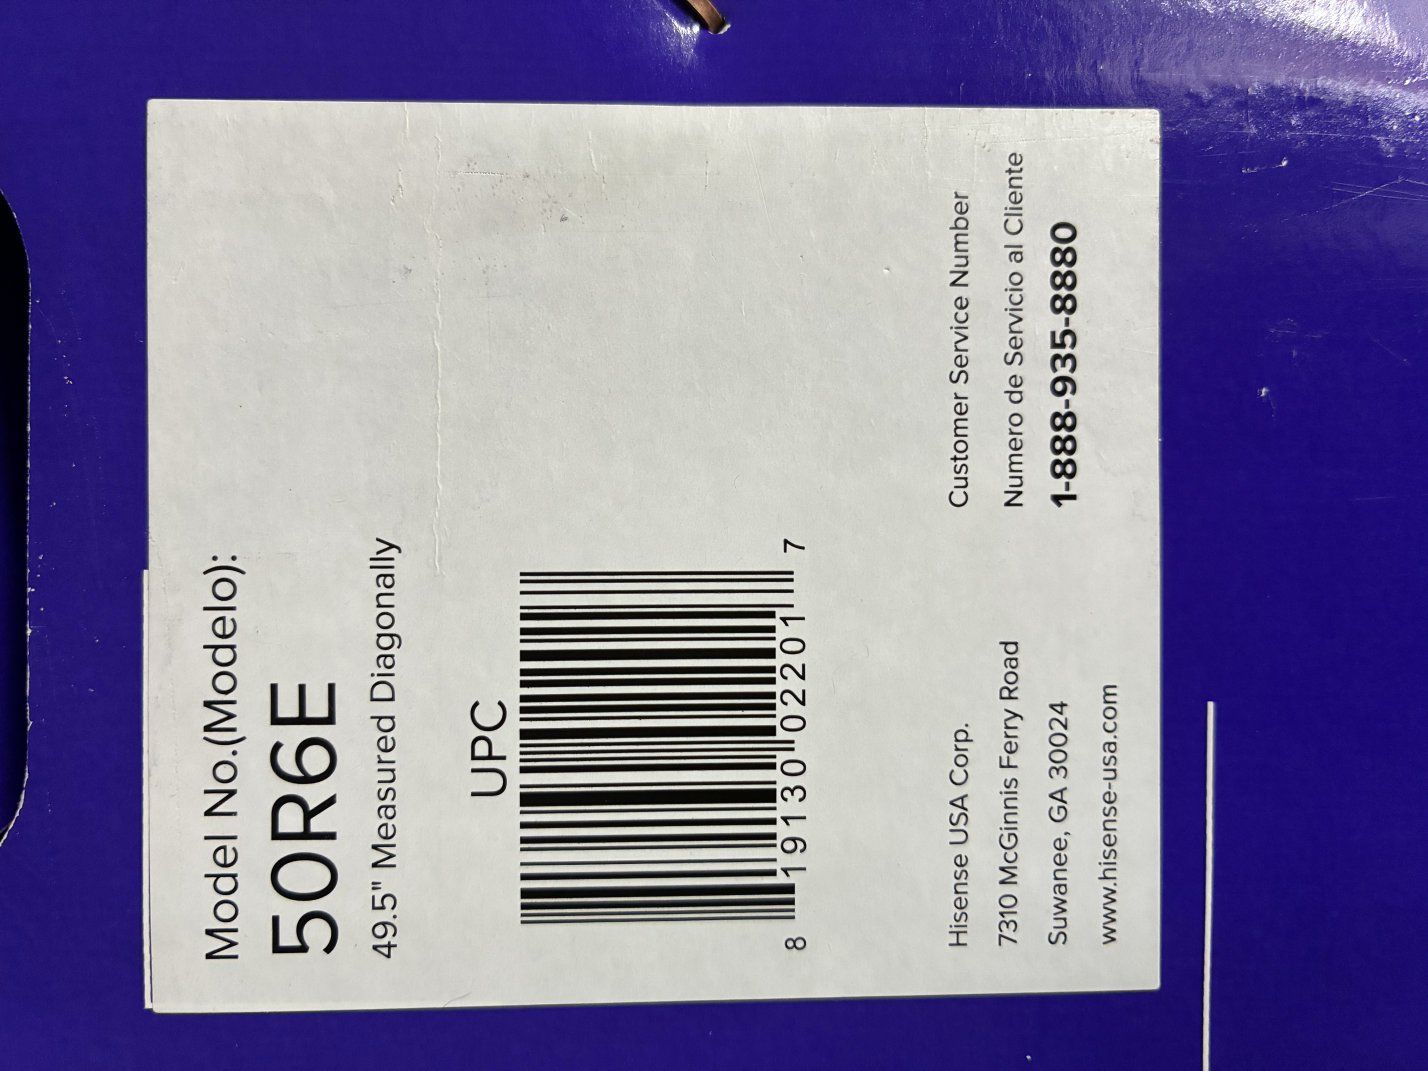 Model No.(Modelo):
50R6E
49.5" Measured Diagonally
UPC
8 19130 02201 7
Hisense USA Corp.
7310 McGinnis Ferry Road
Suwanee, GA 30024
www.hisense-usa.com
Customer Service Number
Numero de Servicio al Cliente
1-888-935-8880